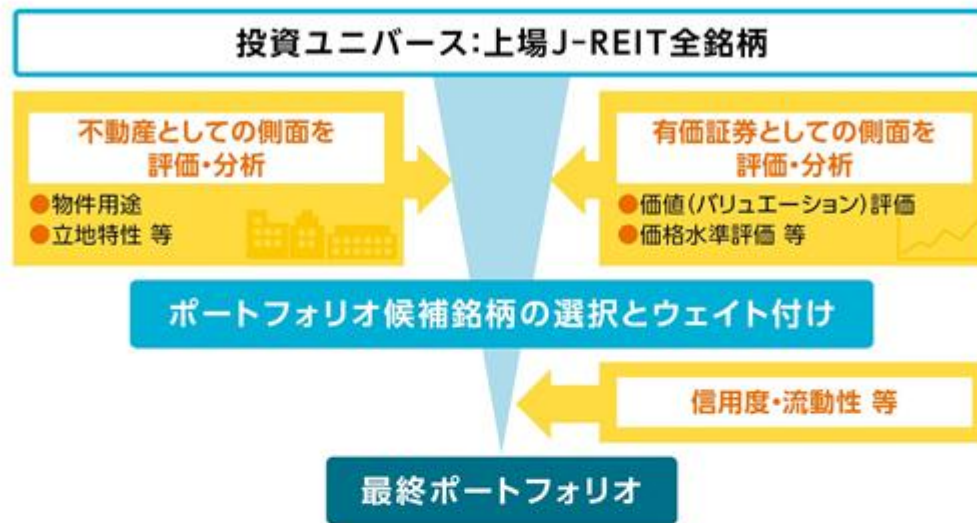 投資ユニバース:上場J-REIT全銘柄
不動産としての側面を
評価・分析
●物件用途
●立地特性 等
有価証券としての側面を
評価・分析
●価値(バリュエーション)評価
●価格水準評価 等
ポートフォリオ候補銘柄の選択とウェイト付け
信用度・流動性 等
最終ポートフォリオ